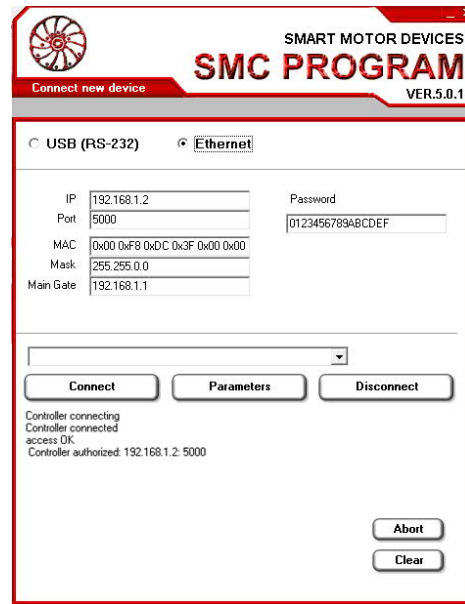 SMART MOTOR DEVICES
SMC PROGRAM
Connect new device
VER.5.0.1
USB (RS-232) Ethernet
IP 192.168.1.2 Password
Port 5000 0123456789ABCDEF
MAC 0x00 0xF8 0xDC 0x3F 0x00 0x00
Mask 255.255.0.0
Main Gate 192.168.1.1
Connect Parameters Disconnect
Controller connecting
Controller connected
access OK
Controller authorized: 192.168.1.2: 5000
Abort
Clear